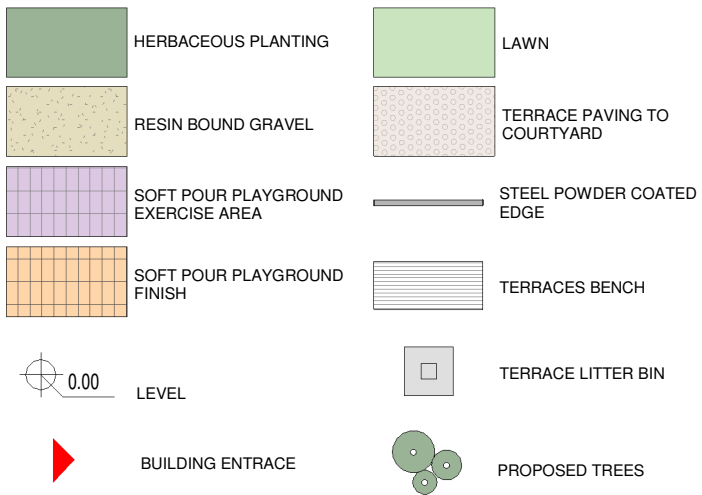 HERBACEOUS PLANTING
LAWN
RESIN BOUND GRAVEL
TERRACE PAVING TO
COURTYARD
SOFT POUR PLAYGROUND
EXERCISE AREA
STEEL POWDER COATED
EDGE
SOFT POUR PLAYGROUND
FINISH
TERRACES BENCH
0.00
LEVEL
TERRACE LITTER BIN
BUILDING ENTRACE
PROPOSED TREES